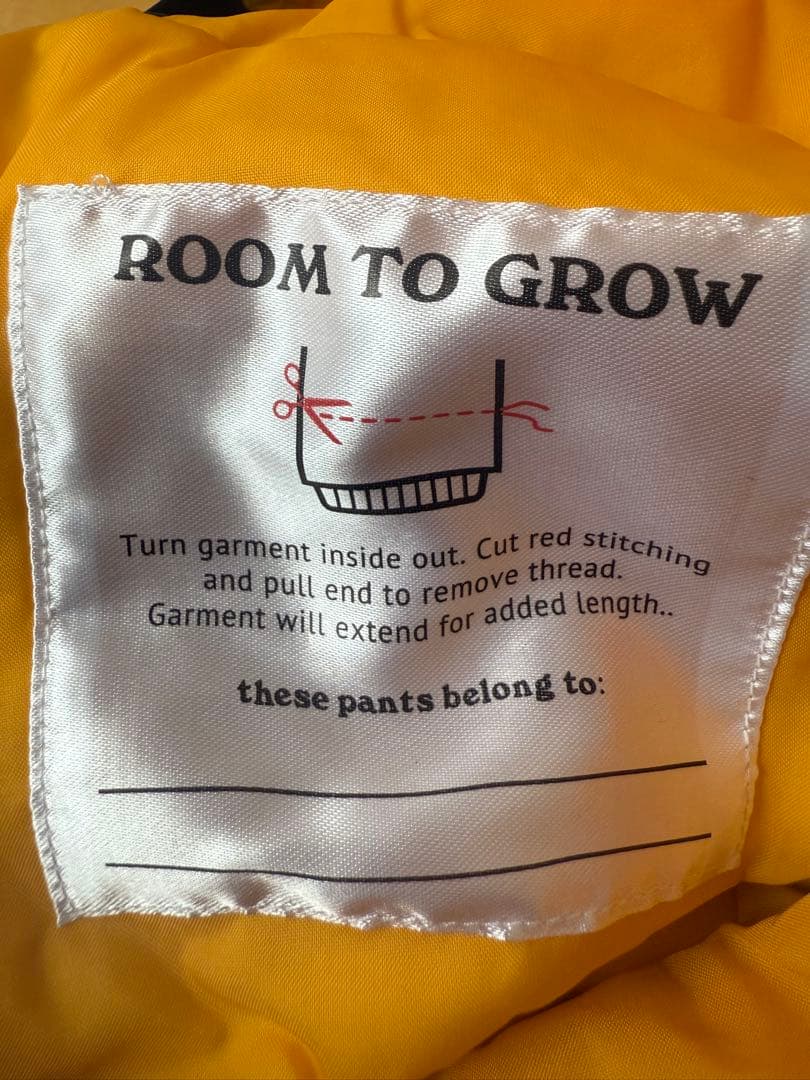 ROOM TO GROW
Turn garment inside out. Cut red stitching
and pull end to remove thread.
Garment will extend for added length..
these pants belong to: